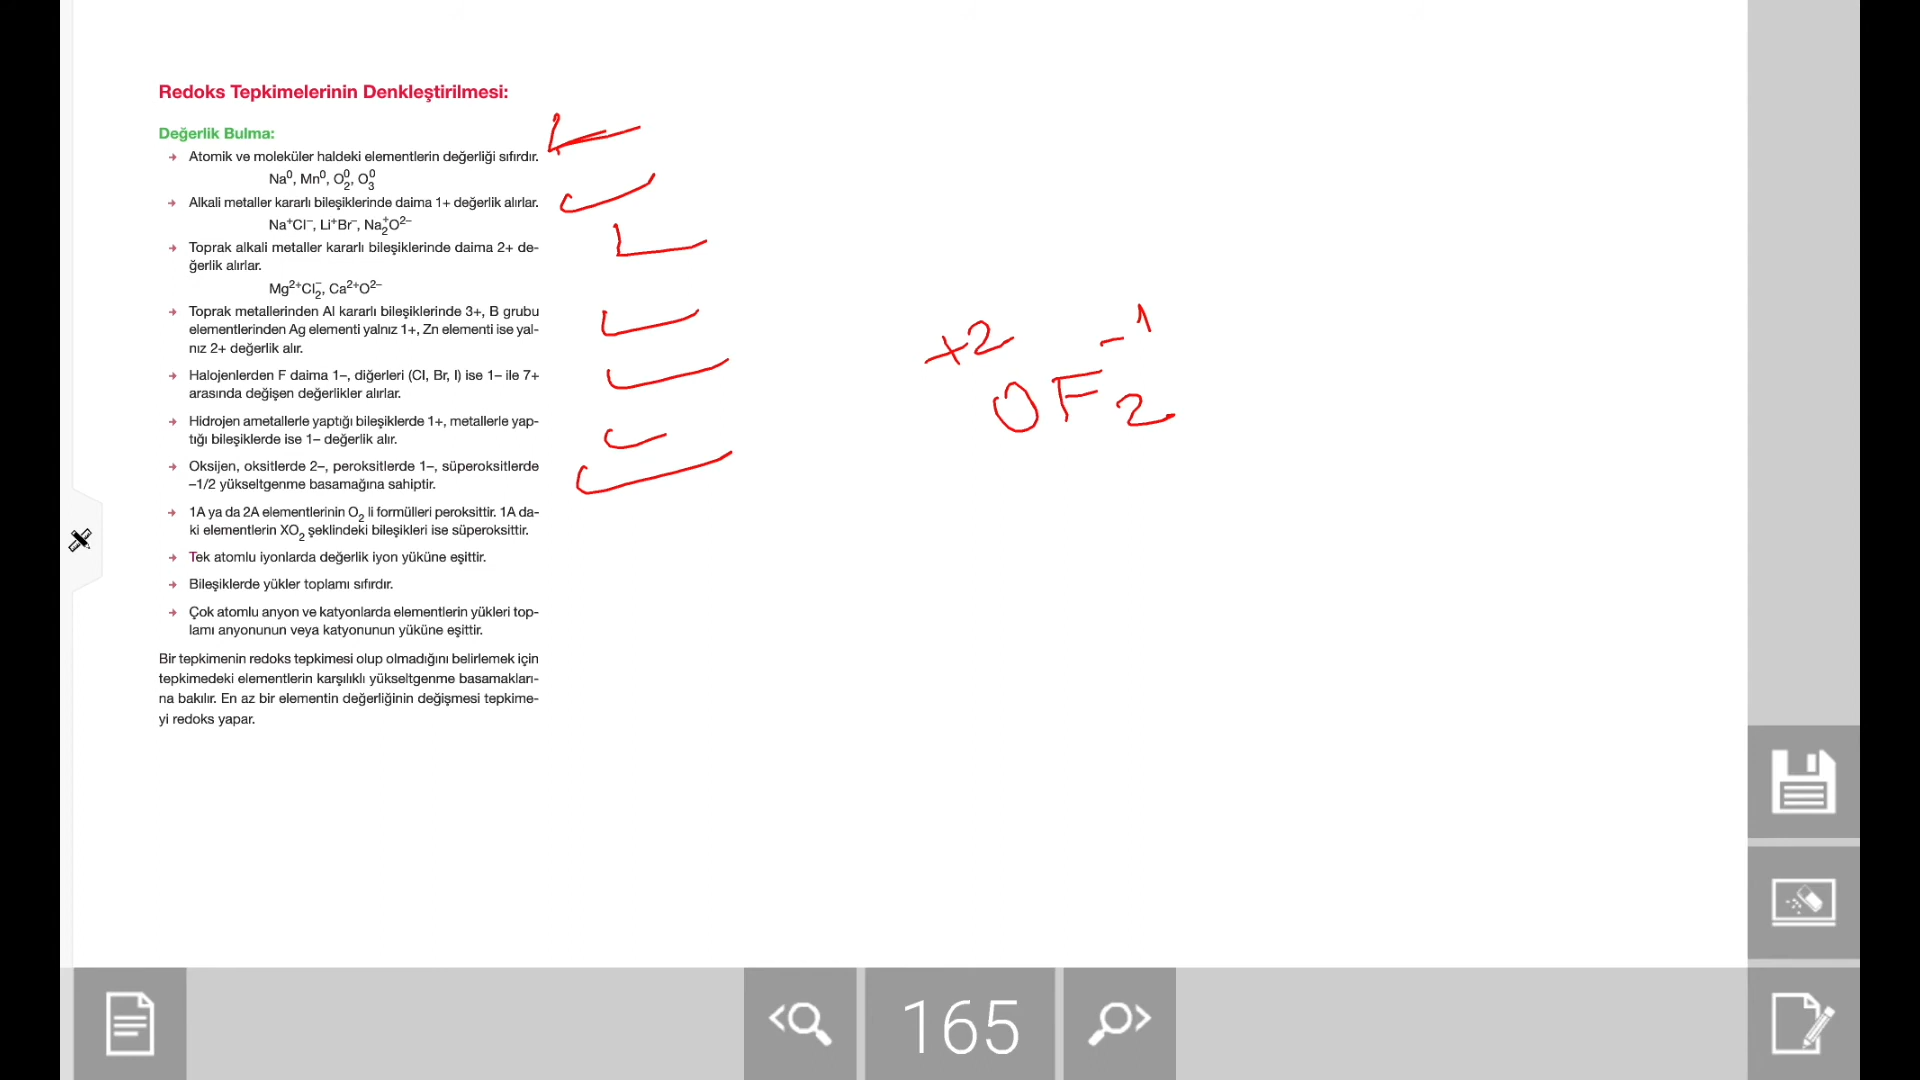 Redoks Tepkimelerinin Denkleştirilmesi:
Değerlik Bulma:
→ Atomik ve moleküler haldeki elementlerin değerliği sıfırdır.
Na⁰, Mn⁰, O₂⁰, O₃⁰
→ Alkali metaller kararlı bileşiklerinde daima 1+ değerlik alırlar.
Na⁺Cl⁻, Li⁺Br⁻, Na₂⁺O²⁻
→ Toprak alkali metaller kararlı bileşiklerinde daima 2+ de-
ğerlik alırlar.
Mg²⁺Cl₂⁻, Ca²⁺O²⁻
→ Toprak metallerinden Al kararlı bileşiklerinde 3+, B grubu
elementlerinden Ag elementi yalnız 1+, Zn elementi ise yal-
nız 2+ değerlik alır.
→ Halojenlerden F daima 1–, diğerleri (Cl, Br, I) ise 1– ile 7+
arasında değişen değerlikler alırlar.
→ Hidrojen ametallerle yaptığı bileşiklerde 1+, metallerle yap-
tığı bileşiklerde ise 1– değerlik alır.
→ Oksijen, oksitlerde 2–, peroksitlerde 1–, süperoksitlerde
–1/2 yükseltgenme basamağına sahiptir.
→ 1A ya da 2A elementlerinin O₂ li formülleri peroksittir. 1A da-
ki elementlerin XO₂ şeklindeki bileşikleri ise süperoksittir.
→ Tek atomlu iyonlarda değerlik iyon yüküne eşittir.
→ Bileşiklerde yükler toplamı sıfırdır.
→ Çok atomlu anyon ve katyonlarda elementlerin yükleri top-
lamı anyonunun veya katyonunun yüküne eşittir.
Bir tepkimenin redoks tepkimesi olup olmadığını belirlemek için
tepkimedeki elementlerin karşılıklı yükseltgenme basamakları-
na bakılır. En az bir elementin değerliğinin değişmesi tepkime-
yi redoks yapar.
+2 -1
OF₂
165